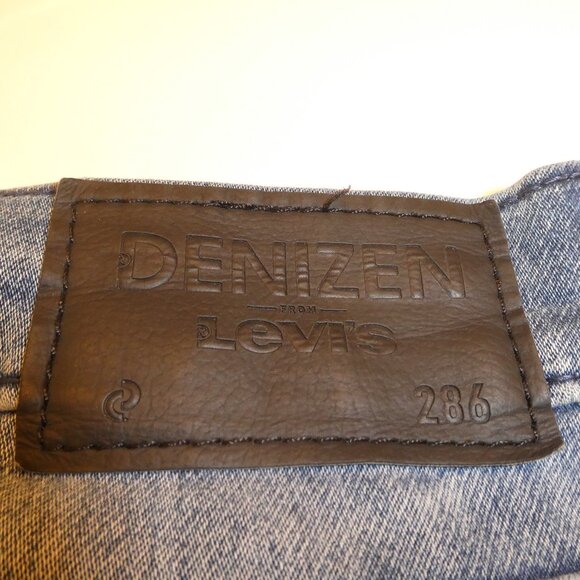 DENIZEN
FROM
Levi's
286